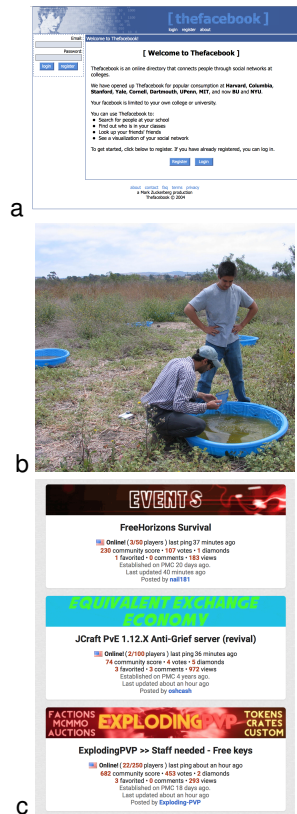 [ thefacebook ]
login register about
Email:
Password:
login register
Welcome to Thefacebook!
[ Welcome to Thefacebook ]
Thefacebook is an online directory that connects people through social networks at
colleges.
We have opened up Thefacebook for popular consumption at Harvard, Columbia,
Stanford, Yale, Cornell, Dartmouth, UPenn, MIT, and now BU and NYU.
Your facebook is limited to your own college or university.
You can use Thefacebook to:
• Search for people at your school
• Find out who is in your classes
• Look up your friends' friends
• See a visualization of your social network
To get started, click below to register. If you have already registered, you can log in.
Register Login
about contact faq terms privacy
a Mark Zuckerberg production
Thefacebook © 2004
a
b
EVENTS
FreeHorizons Survival
Online! ( 3/50 players ) last ping 37 minutes ago
230 community score • 107 votes • 1 diamonds
1 favorited • 0 comments • 183 views
Established on PMC 20 days ago.
Last updated 40 minutes ago
Posted by nail181
EQUIVALENT EXCHANGE
ECONOMY
JCraft PvE 1.12.X Anti-Grief server (revival)
Online! ( 2/100 players ) last ping 36 minutes ago
74 community score • 4 votes • 5 diamonds
3 favorited • 3 comments • 972 views
Established on PMC 4 years ago.
Last updated about an hour ago
Posted by oshcash
FACTIONS
MCMMO
AUCTIONS
EXPLODING PVP
TOKENS
CRATES
CUSTOM
ExplodingPVP >> Staff needed - Free keys
Online! ( 22/250 players ) last ping about an hour ago
682 community score • 453 votes • 2 diamonds
3 favorited • 0 comments • 293 views
Established on PMC 18 days ago.
Last updated about an hour ago
Posted by Exploding-PVP
c